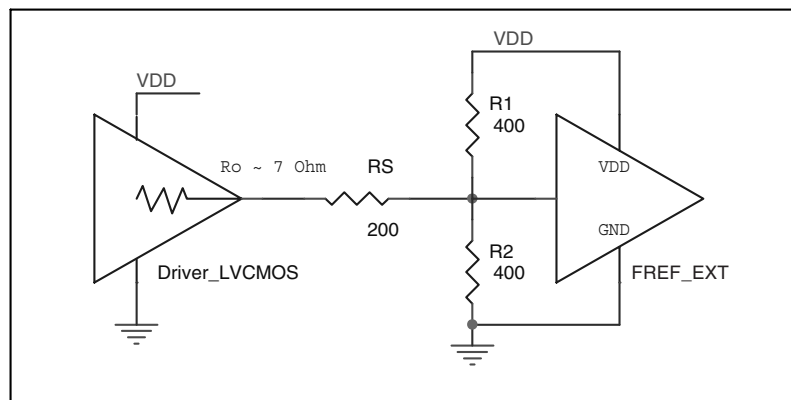 VDD
VDD
R1
400
Ro ~ 7 Ohm
RS
VDD
200
GND
R2
400
Driver_LVCMOS
FREF_EXT